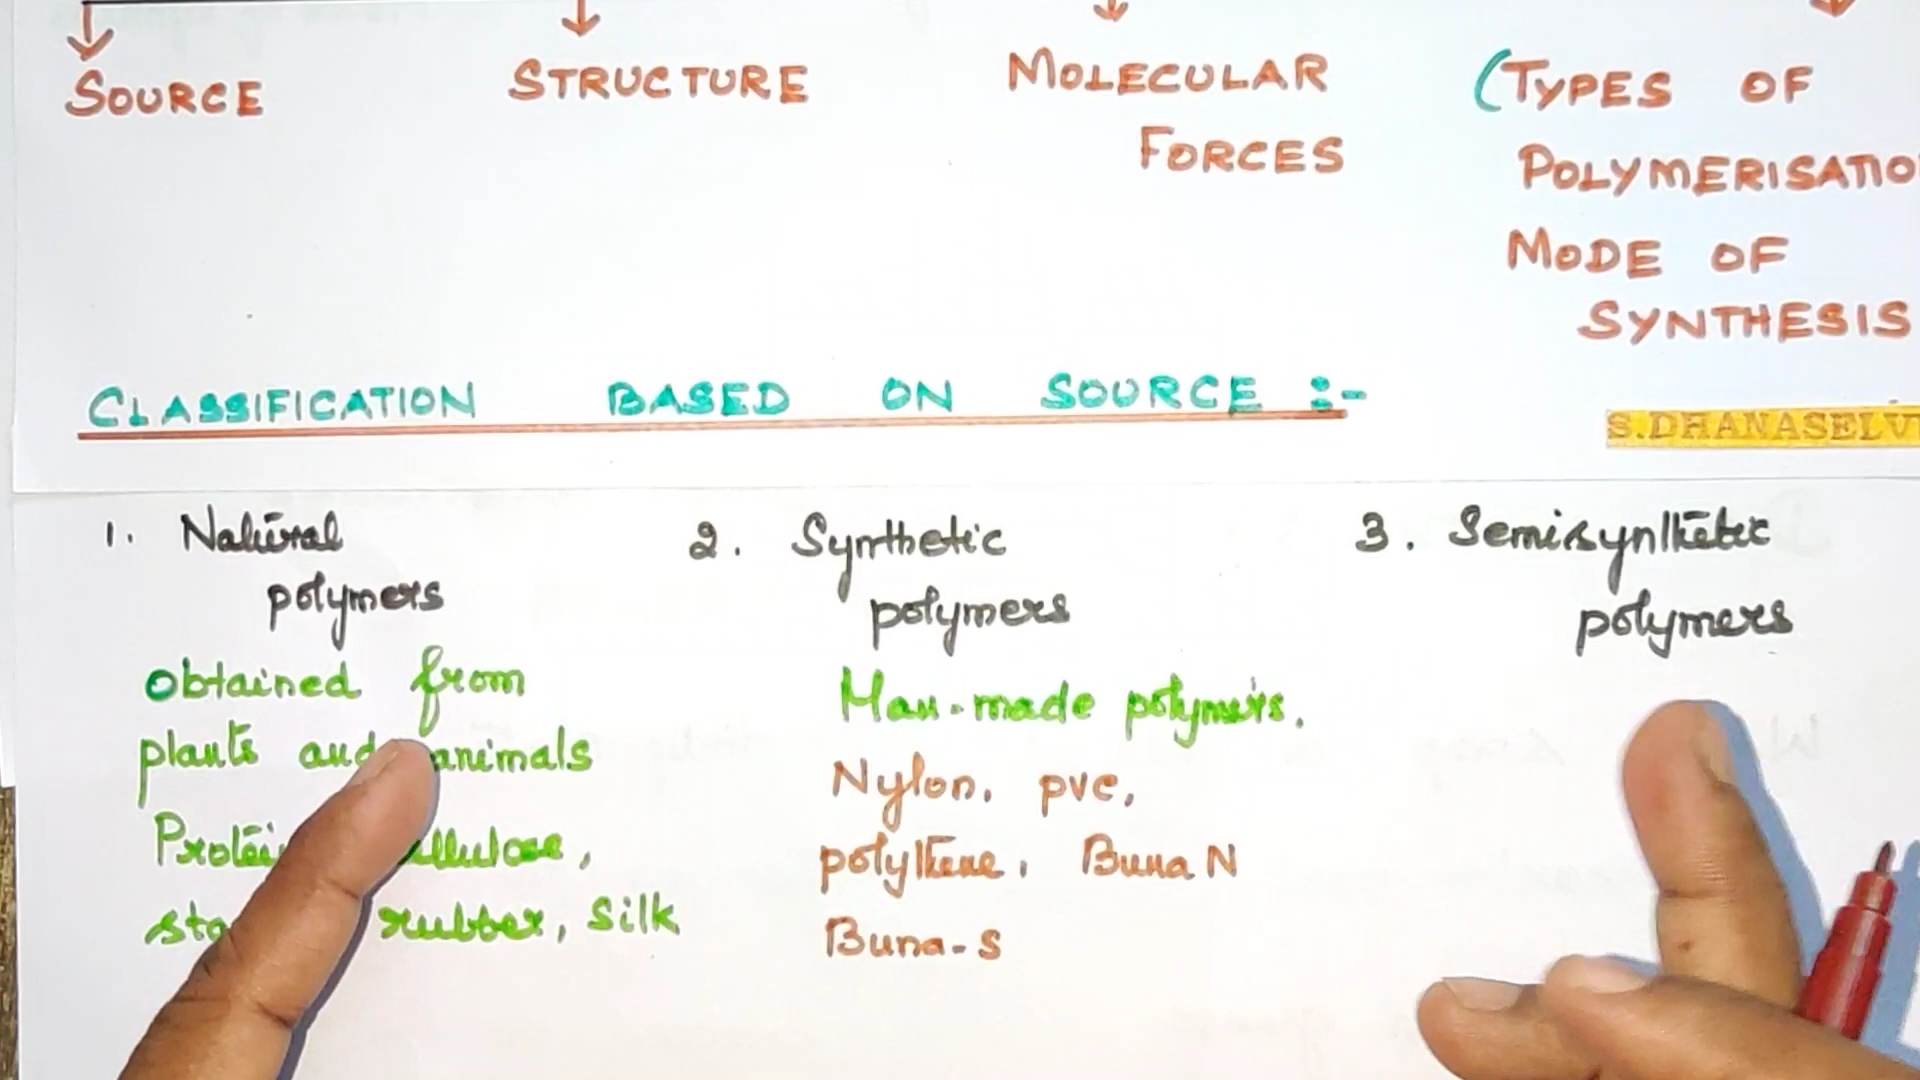 SOURCE
STRUCTURE
MOLECULAR
FORCES
(TYPES OF
POLYMERISATIO
MODE OF
SYNTHESIS
CLASSIFICATION BASED ON SOURCE :-
S.DHANASELVI
1. Natural
polymers
obtained from
plants and animals
rubber, silk
2. Synthetic
polymers
Man-made polymers.
Nylon, pvc,
polythene, Buna N
Buna-S
3. Semisynthetic
polymers